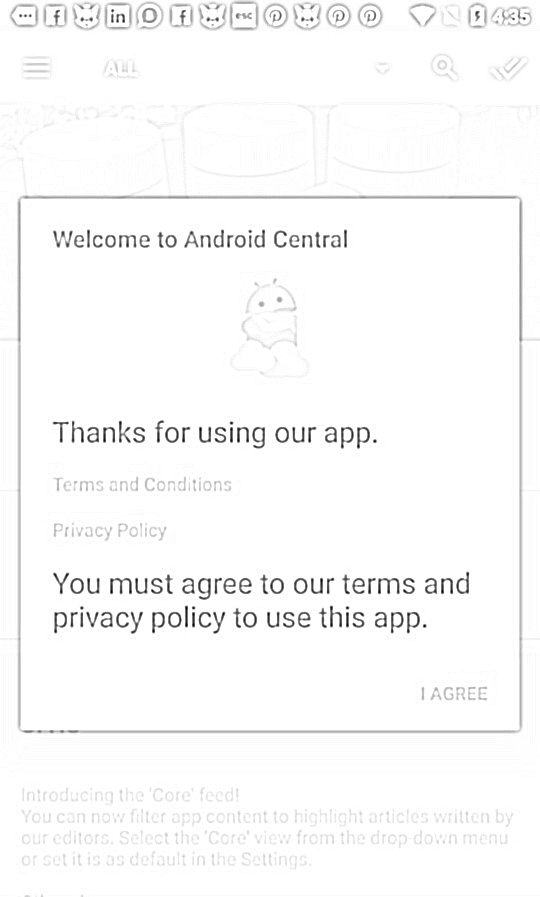 4:35
ALL
Welcome to Android Central
Thanks for using our app.
Terms and Conditions
Privacy Policy
You must agree to our terms and
privacy policy to use this app.
I AGREE
Introducing the 'Core' feed!
You can now filter app content to highlight articles written by
our editors. Select the 'Core' view from the drop-down menu
or set it is as default in the Settings.